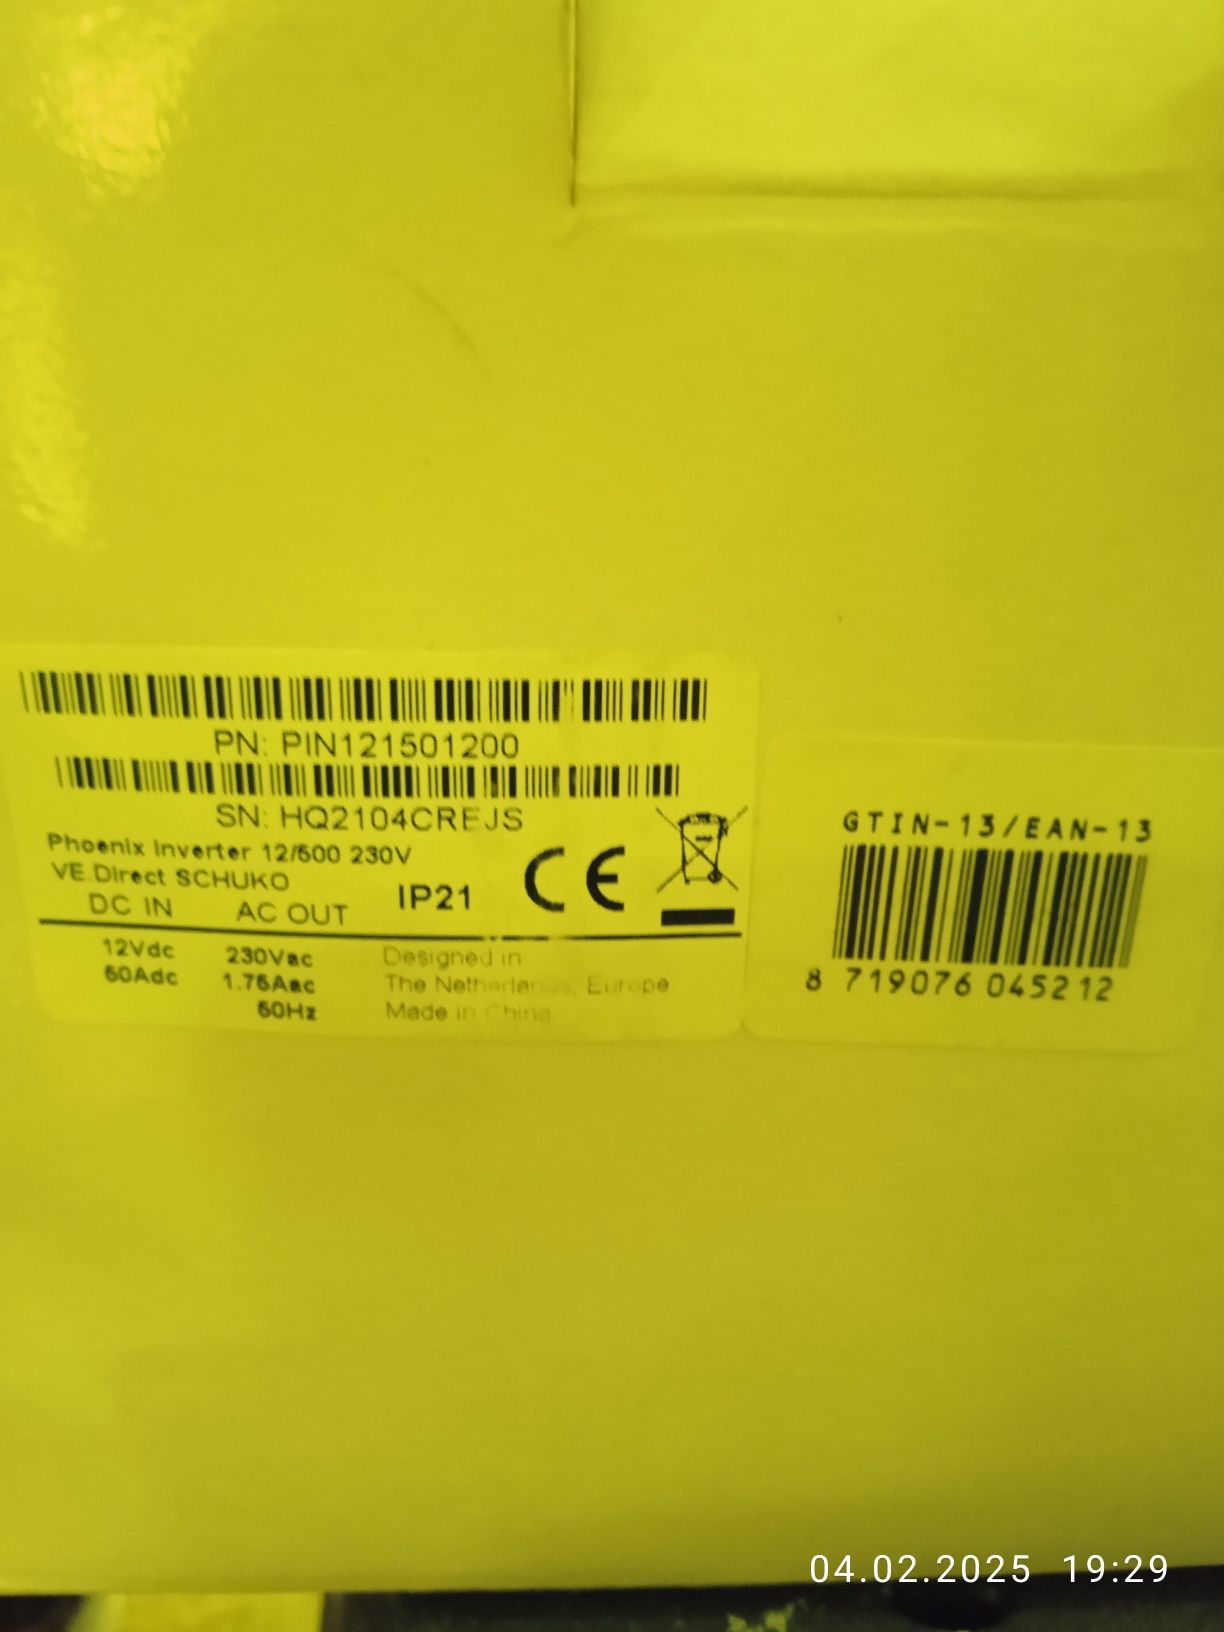 PN: PIN121501200
SN: HQ2104CREJS
Phoenix Inverter 12/500 230V
VE.Direct SCHUKO
IP21
CE
DC IN AC OUT
12Vdc 230Vac Designed in
60Adc 1.75Aac The Netherlands, Europe
50Hz Made in China
GTIN-13/EAN-13
8 719076 045212
04.02.2025 19:29